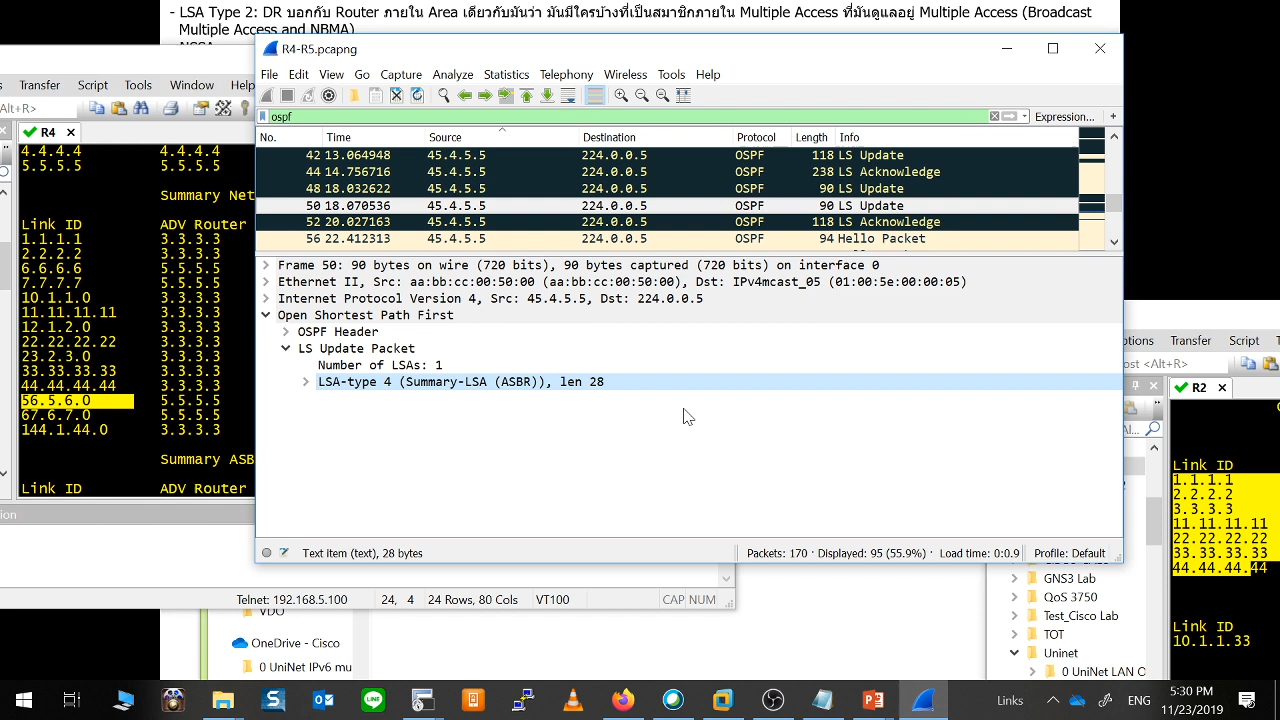 - LSA Type 2: DR บอกกับ Router ภายใน Area เดียวกับมันว่า มันมีใครบ้างที่เป็นสมาชิกภายใน Multiple Access ที่มันดูแลอยู่ Multiple Access (Broadcast
Multiple Access and NBMA)
R4-R5.pcapng
File Edit View Go Capture Analyze Statistics Telephony Wireless Tools Help
ospf
Expression... +
No. Time Source Destination Protocol Length Info
42 13.064948 45.4.5.5 224.0.0.5 OSPF 118 LS Update
44 14.756716 45.4.5.5 224.0.0.5 OSPF 238 LS Acknowledge
48 18.032622 45.4.5.5 224.0.0.5 OSPF 90 LS Update
50 18.070536 45.4.5.5 224.0.0.5 OSPF 90 LS Update
52 20.027163 45.4.5.5 224.0.0.5 OSPF 118 LS Acknowledge
56 22.412313 45.4.5.5 224.0.0.5 OSPF 94 Hello Packet
Frame 50: 90 bytes on wire (720 bits), 90 bytes captured (720 bits) on interface 0
Ethernet II, Src: aa:bb:cc:00:50:00 (aa:bb:cc:00:50:00), Dst: IPv4mcast_05 (01:00:5e:00:00:05)
Internet Protocol Version 4, Src: 45.4.5.5, Dst: 224.0.0.5
Open Shortest Path First
OSPF Header
LS Update Packet
Number of LSAs: 1
LSA-type 4 (Summary-LSA (ASBR)), len 28
Text item (text), 28 bytes
Packets: 170 · Displayed: 95 (55.9%) · Load time: 0:0.9
Profile: Default
s Transfer Script Tools Window Help
Alt+R>
R4
4.4.4.4 4.4.4.4
5.5.5.5 5.5.5.5
Summary Net
Link ID ADV Router
1.1.1.1 3.3.3.3
2.2.2.2 3.3.3.3
6.6.6.6 5.5.5.5
7.7.7.7 5.5.5.5
10.1.1.0 3.3.3.3
11.11.11.11 3.3.3.3
12.1.2.0 3.3.3.3
22.22.22.22 3.3.3.3
23.2.3.0 3.3.3.3
33.33.33.33 3.3.3.3
44.44.44.44 3.3.3.3
56.5.6.0 5.5.5.5
67.6.7.0 5.5.5.5
144.1.44.0 3.3.3.3
Summary ASB
Link ID ADV Router
ion
Telnet: 192.168.5.100 24, 4 24 Rows, 80 Cols VT100 CAP NUM
VDO
OneDrive - Cisco
0 UniNet IPv6 mu
ptions Transfer Script
ost <Alt+R>
R2
Link ID
1.1.1.1
2.2.2.2
3.3.3.3
11.11.11.11
22.22.22.22
33.33.33.33
44.44.44.44
Link ID
10.1.1.33
GNS3 Lab
QoS 3750
Test_Cisco Lab
TOT
Uninet
0 UniNet LAN O
Links
ENG
5:30 PM
11/23/2019